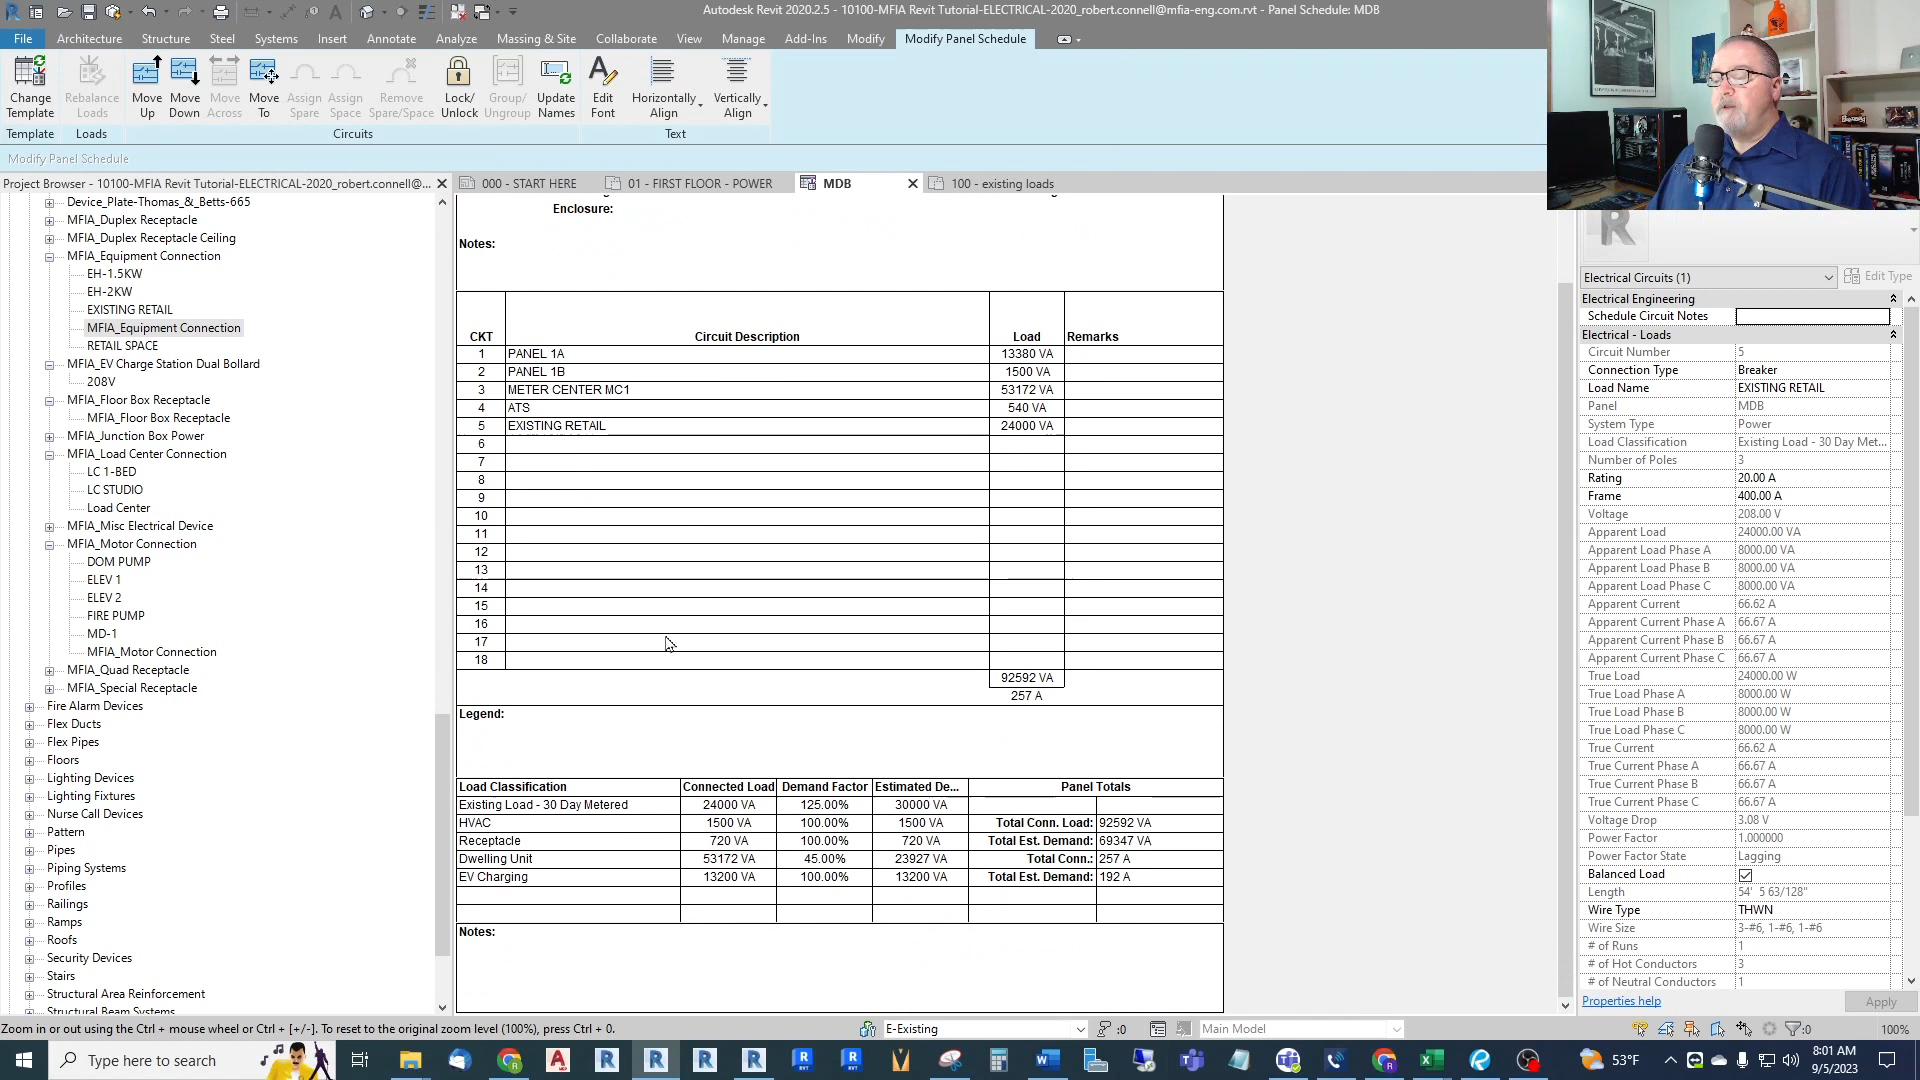 Autodesk Revit 2020.2.5 - 10100-MFIA Revit Tutorial-ELECTRICAL-2020_robert.connell@mfia-eng.com.rvt - Panel Schedule: MDB
File Architecture Structure Steel Systems Insert Annotate Analyze Massing & Site Collaborate View Manage Add-Ins Modify Modify Panel Schedule
Change Template
Rebalance Loads
Move Up
Move Down
Move Across
Move To
Assign Spare
Assign Space
Remove Spare/Space
Lock/ Unlock
Group/ Ungroup
Update Names
Edit Font
Horizontally Align
Vertically Align
Template Loads Circuits Text
Modify Panel Schedule
Project Browser - 10100-MFIA Revit Tutorial-ELECTRICAL-2020_robert.connell@...
000 - START HERE
01 - FIRST FLOOR - POWER
MDB
100 - existing loads
Device_Plate-Thomas_&_Betts-665
MFIA_Duplex Receptacle
MFIA_Duplex Receptacle Ceiling
MFIA_Equipment Connection
EH-1.5KW
EH-2KW
EXISTING RETAIL
MFIA_Equipment Connection
RETAIL SPACE
MFIA_EV Charge Station Dual Bollard
208V
MFIA_Floor Box Receptacle
MFIA_Floor Box Receptacle
MFIA_Junction Box Power
MFIA_Load Center Connection
LC 1-BED
LC STUDIO
Load Center
MFIA_Misc Electrical Device
MFIA_Motor Connection
DOM PUMP
ELEV 1
ELEV 2
FIRE PUMP
MD-1
MFIA_Motor Connection
MFIA_Quad Receptacle
MFIA_Special Receptacle
Fire Alarm Devices
Flex Ducts
Flex Pipes
Floors
Lighting Devices
Lighting Fixtures
Nurse Call Devices
Pattern
Pipes
Piping Systems
Profiles
Railings
Ramps
Roofs
Security Devices
Stairs
Structural Area Reinforcement
Structural Beam Systems
Enclosure:
Notes:
CKT Circuit Description Load Remarks
1 PANEL 1A 13380 VA
2 PANEL 1B 1500 VA
3 METER CENTER MC1 53172 VA
4 ATS 540 VA
5 EXISTING RETAIL 24000 VA
6
7
8
9
10
11
12
13
14
15
16
17
18
92592 VA
257 A
Legend:
Load Classification Connected Load Demand Factor Estimated De... Panel Totals
Existing Load - 30 Day Metered 24000 VA 125.00% 30000 VA
HVAC 1500 VA 100.00% 1500 VA Total Conn. Load: 92592 VA
Receptacle 720 VA 100.00% 720 VA Total Est. Demand: 69347 VA
Dwelling Unit 53172 VA 45.00% 23927 VA Total Conn.: 257 A
EV Charging 13200 VA 100.00% 13200 VA Total Est. Demand: 192 A
Notes:
Electrical Circuits (1) Edit Type
Electrical Engineering
Schedule Circuit Notes
Electrical - Loads
Circuit Number 5
Connection Type Breaker
Load Name EXISTING RETAIL
Panel MDB
System Type Power
Load Classification Existing Load - 30 Day Met...
Number of Poles 3
Rating 20.00 A
Frame 400.00 A
Voltage 208.00 V
Apparent Load 24000.00 VA
Apparent Load Phase A 8000.00 VA
Apparent Load Phase B 8000.00 VA
Apparent Load Phase C 8000.00 VA
Apparent Current 66.62 A
Apparent Current Phase A 66.67 A
Apparent Current Phase B 66.67 A
Apparent Current Phase C 66.67 A
True Load 24000.00 W
True Load Phase A 8000.00 W
True Load Phase B 8000.00 W
True Load Phase C 8000.00 W
True Current 66.62 A
True Current Phase A 66.67 A
True Current Phase B 66.67 A
True Current Phase C 66.67 A
Voltage Drop 3.08 V
Power Factor 1.000000
Power Factor State Lagging
Balanced Load
Length 54' 5 63/128"
Wire Type THWN
Wire Size 3-#6, 1-#6, 1-#6
# of Runs 1
# of Hot Conductors 3
# of Neutral Conductors 1
Properties help Apply
Zoom in or out using the Ctrl + mouse wheel or Ctrl + [+/-]. To reset to the original zoom level (100%), press Ctrl + 0.
E-Existing :0 Main Model :0 100%
Type here to search
53°F
8:01 AM
9/5/2023